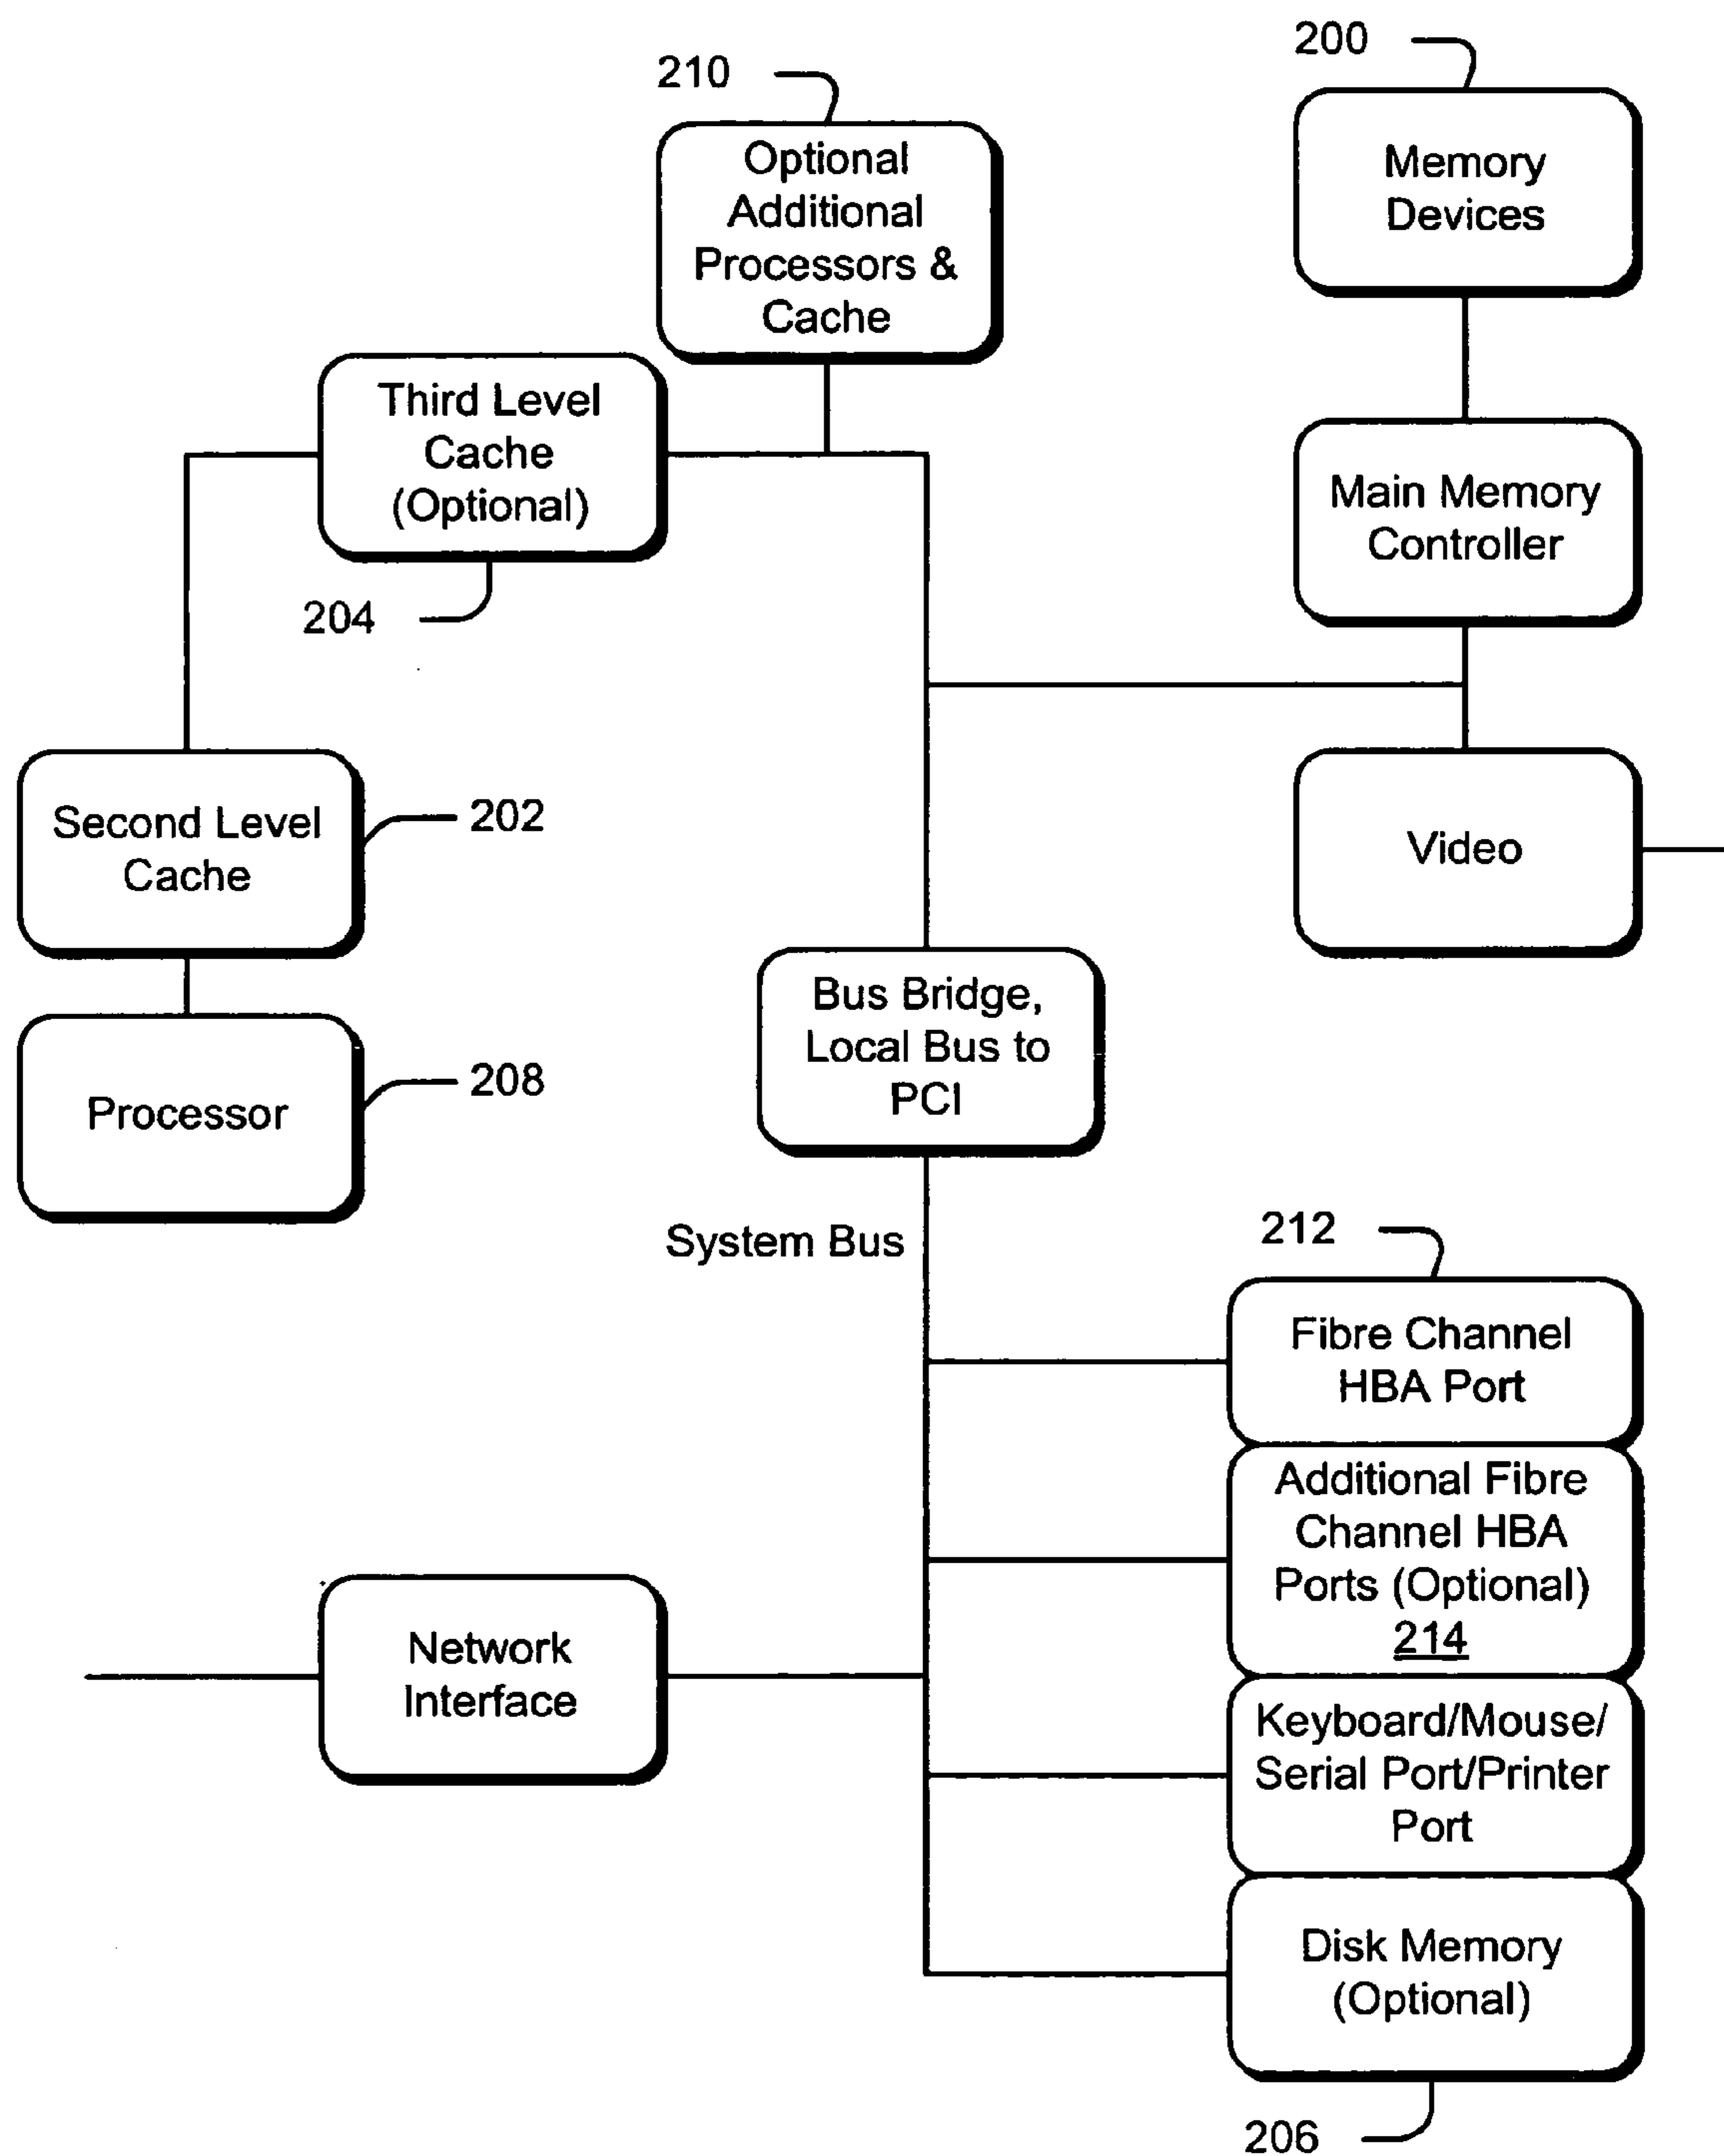 200
210
Optional
Additional
Processors &
Cache
Memory
Devices
Third Level
Cache
(Optional)
Main Memory
Controller
204
Second Level
Cache
202
Video
Bus Bridge,
Local Bus to
PCI
Processor
208
System Bus
212
Fibre Channel
HBA Port
Additional Fibre
Channel HBA
Ports (Optional)
214
Network
Interface
Keyboard/Mouse/
Serial Port/Printer
Port
Disk Memory
(Optional)
206